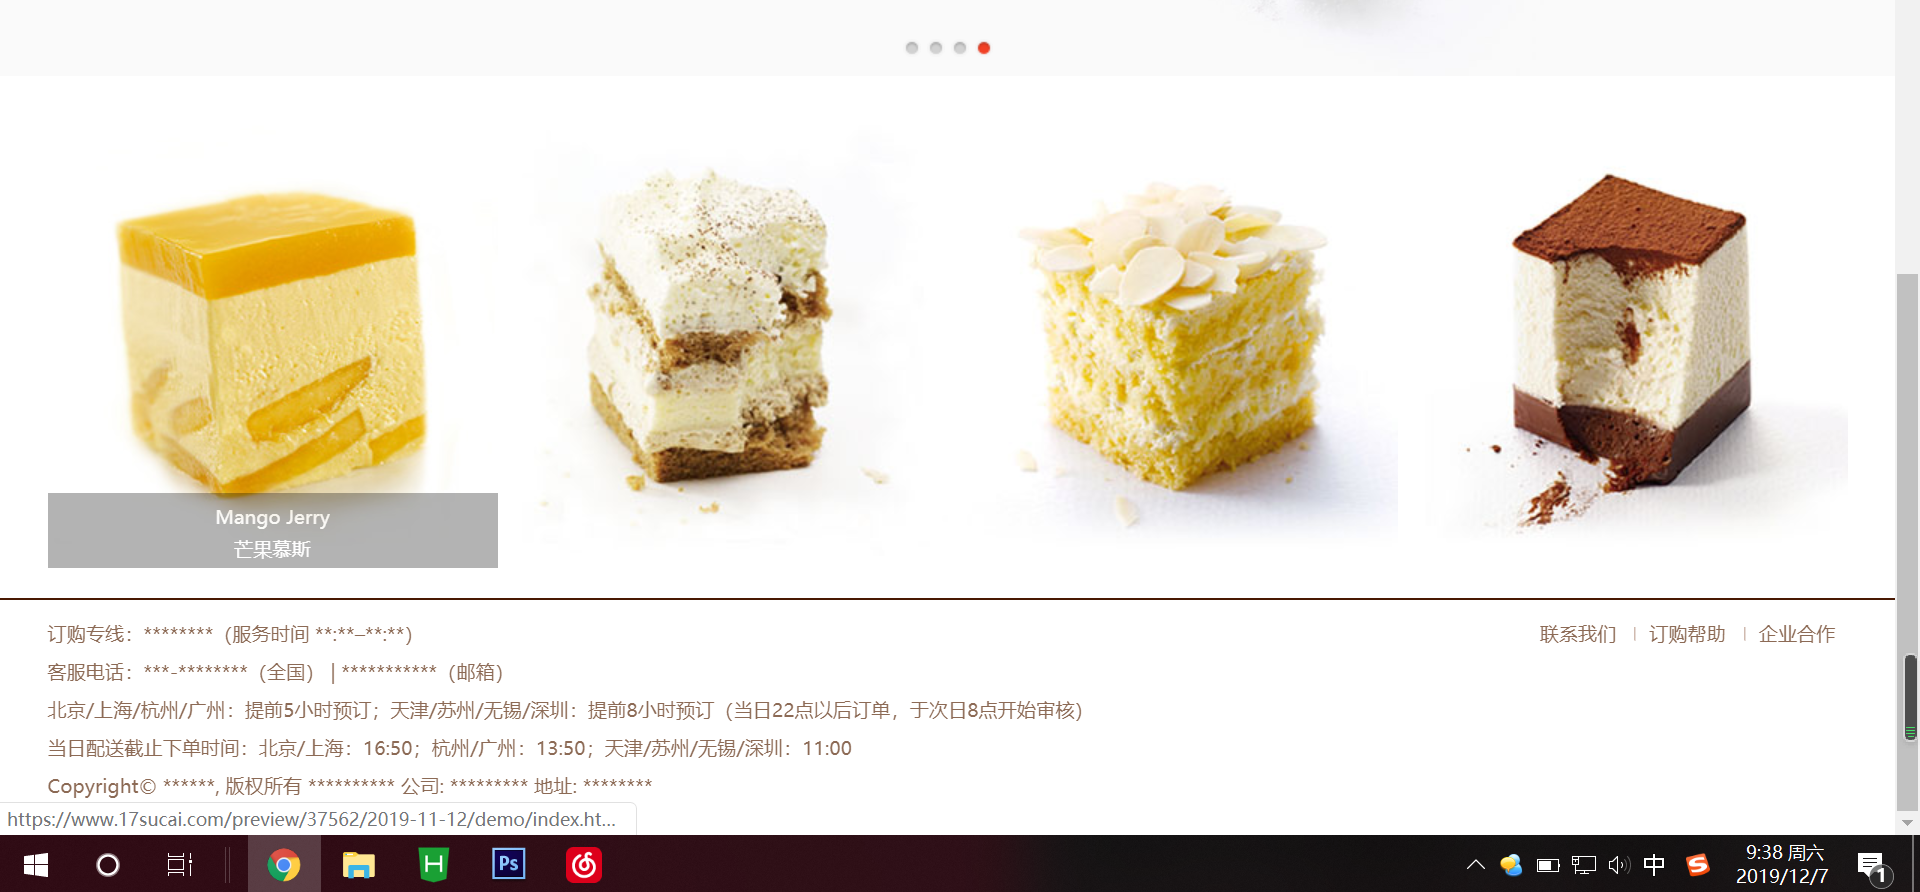 Mango Jerry
芒果慕斯
订购专线：********（服务时间 **:**–**:**）
联系我们 | 订购帮助 | 企业合作
客服电话：***-********（全国） | ***********（邮箱）
北京/上海/杭州/广州：提前5小时预订；天津/苏州/无锡/深圳：提前8小时预订（当日22点以后订单，于次日8点开始审核）
当日配送截止下单时间：北京/上海：16:50；杭州/广州：13:50；天津/苏州/无锡/深圳：11:00
Copyright© ******, 版权所有 ********** 公司: ********* 地址: ********
https://www.17sucai.com/preview/37562/2019-11-12/demo/index.ht...
H
Ps
中
S
9:38 周六
2019/12/7
1